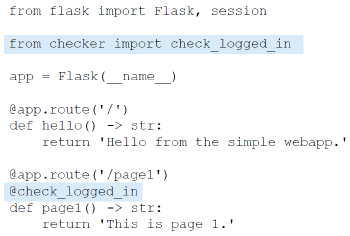 from flask import Flask, session
from checker import check_logged_in
app = Flask(__name__)
@app.route('/')
def hello() -> str:
    return 'Hello from the simple webapp.'
@app.route('/page1')
@check_logged_in
def page1() -> str:
    return 'This is page 1.'